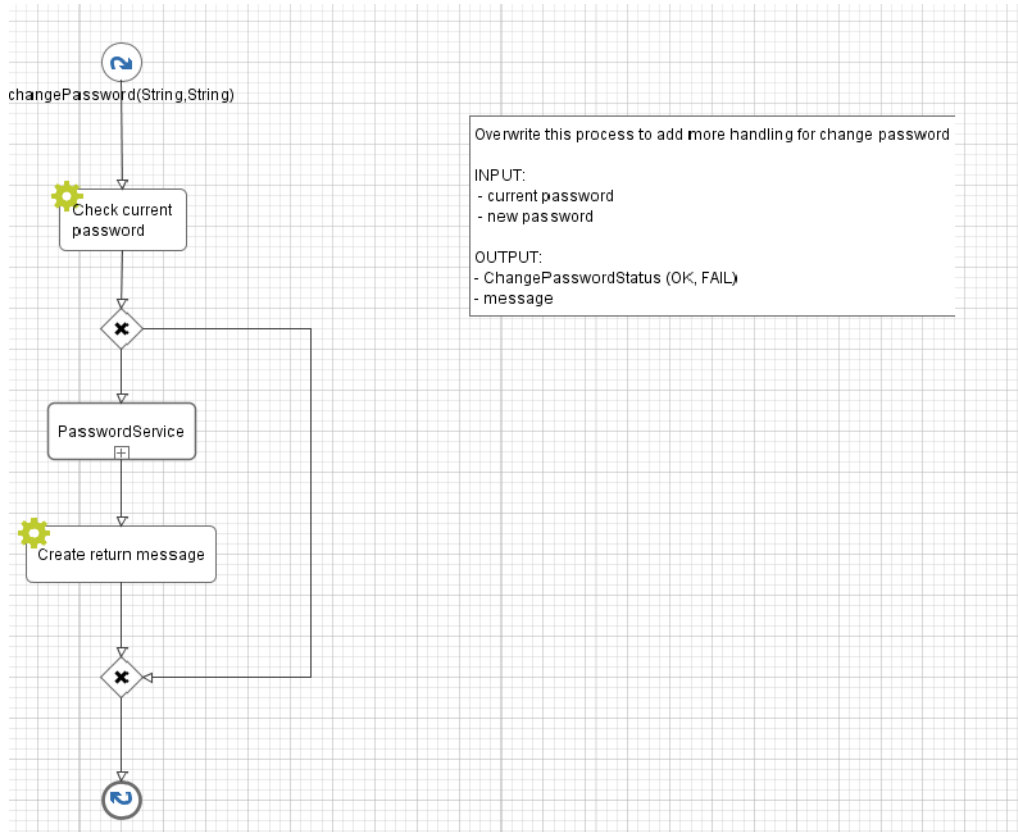 changePassword(String,String)
Check current
password
PasswordService
Create return message
Overwrite this process to add more handling for change password
INPUT:
- current password
- new password
OUTPUT:
- ChangePasswordStatus (OK, FAIL)
- message